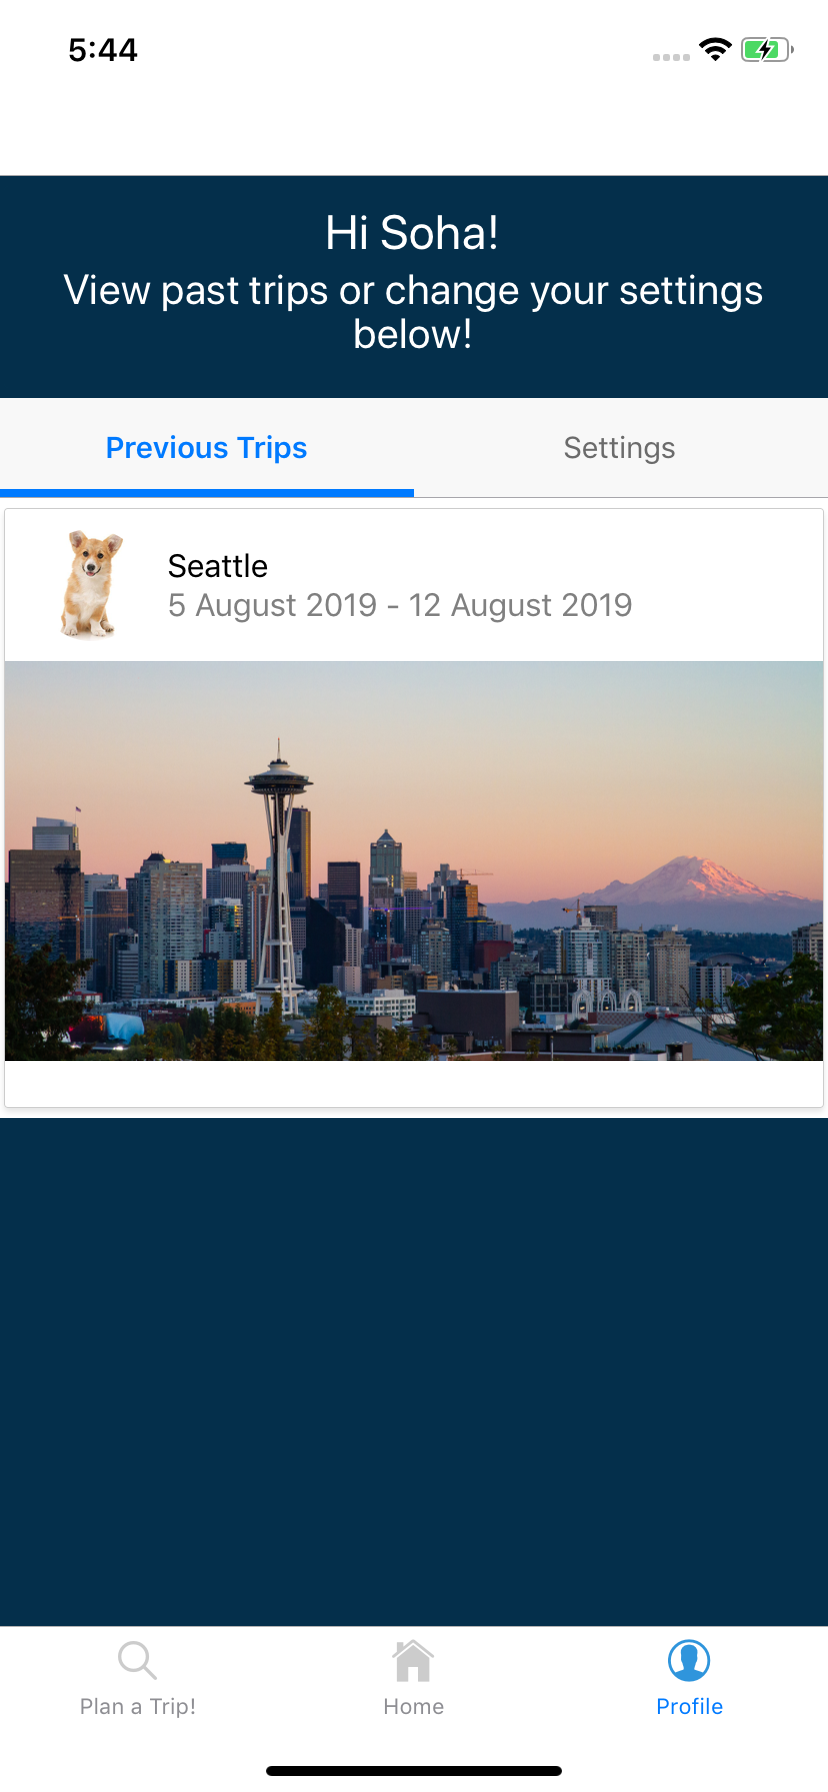 5:44
Hi Soha!
View past trips or change your settings
below!
Previous Trips
Settings
Seattle
5 August 2019 - 12 August 2019
Plan a Trip!
Home
Profile